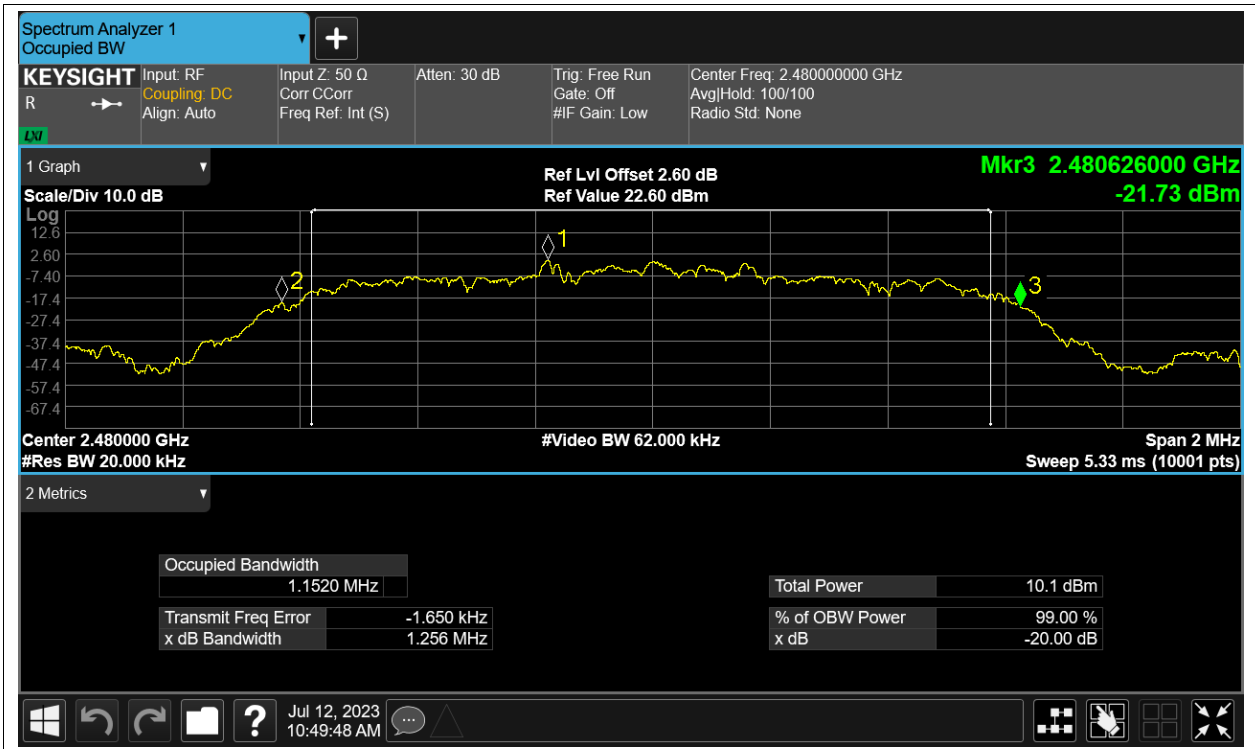 Spectrum Analyzer 1
Occupied BW
KEYSIGHT
R
LXI
Input: RF
Coupling: DC
Align: Auto
Input Z: 50 Ω
Corr CCorr
Freq Ref: Int (S)
Atten: 30 dB
Trig: Free Run
Gate: Off
#IF Gain: Low
Center Freq: 2.480000000 GHz
Avg|Hold: 100/100
Radio Std: None
1 Graph
Scale/Div 10.0 dB
Ref Lvl Offset 2.60 dB
Ref Value 22.60 dBm
Mkr3 2.480626000 GHz
-21.73 dBm
Log
12.6
2.60
-7.40
-17.4
-27.4
-37.4
-47.4
-57.4
-67.4
1
2
3
Center 2.480000 GHz
#Res BW 20.000 kHz
#Video BW 62.000 kHz
Span 2 MHz
Sweep 5.33 ms (10001 pts)
2 Metrics
Occupied Bandwidth
1.1520 MHz
Transmit Freq Error -1.650 kHz
x dB Bandwidth 1.256 MHz
Total Power 10.1 dBm
% of OBW Power 99.00 %
x dB -20.00 dB
?
Jul 12, 2023
10:49:48 AM